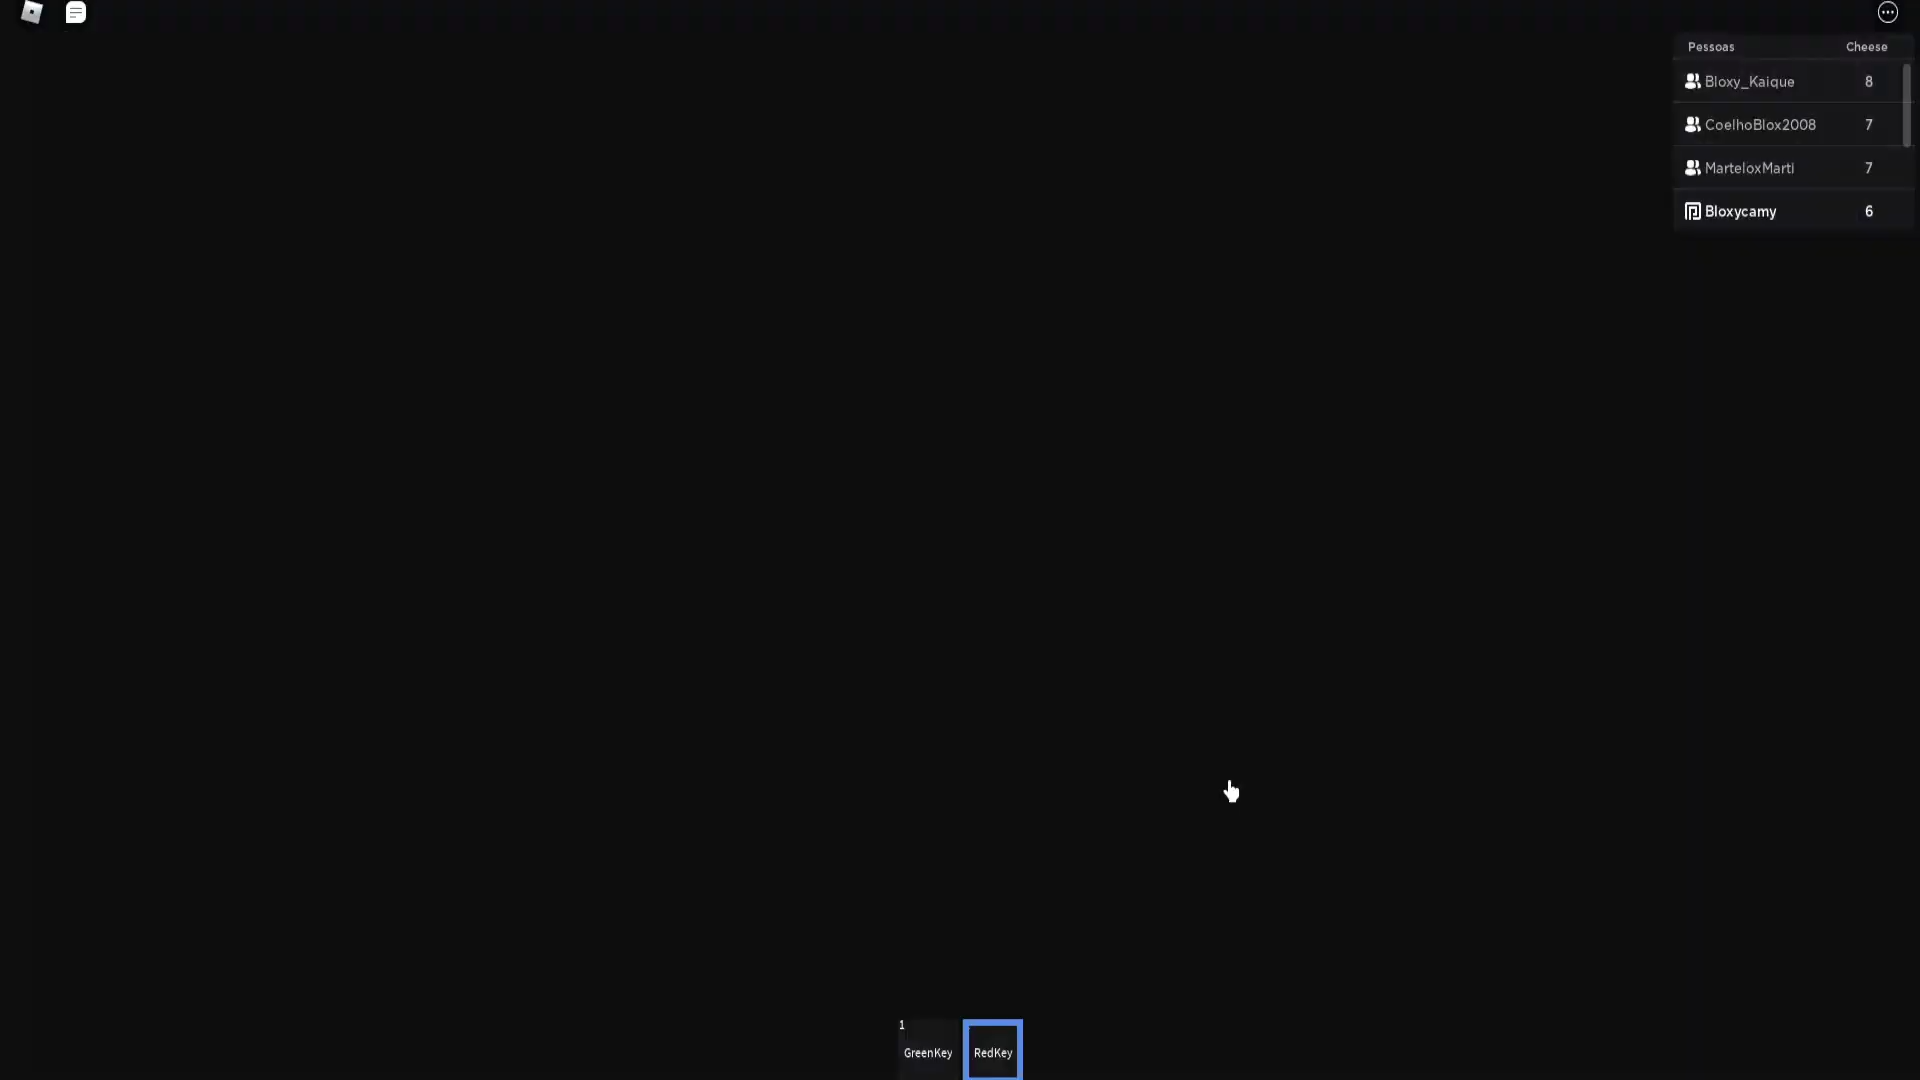 Pessoas Cheese
Bloxy_Kaique 8
CoelhoBlox2008 7
MarteloxMarti 7
Bloxycamy 6
1
GreenKey RedKey